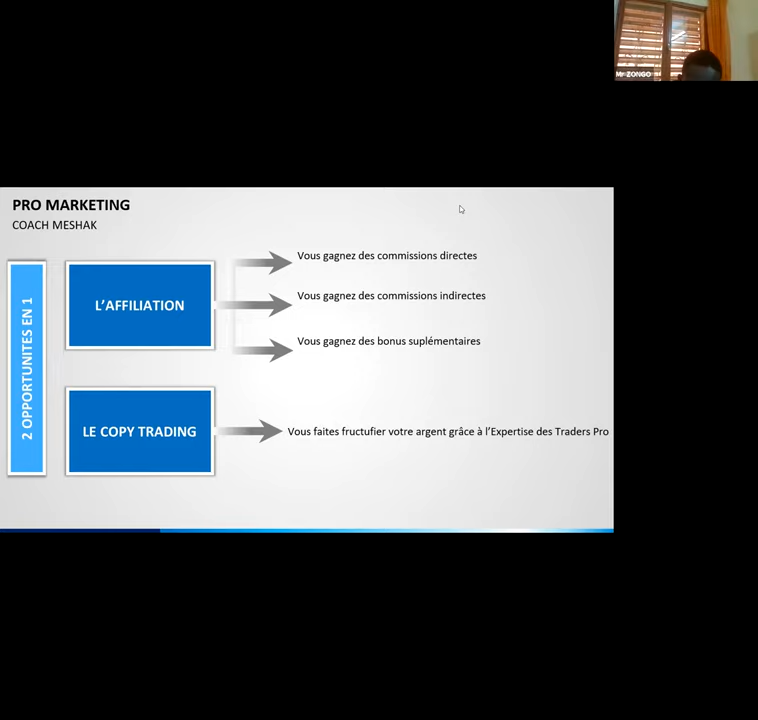 Mr ZONGO
PRO MARKETING
COACH MESHAK
2 OPPORTUNITES EN 1
L'AFFILIATION
Vous gagnez des commissions directes
Vous gagnez des commissions indirectes
Vous gagnez des bonus suplémentaires
LE COPY TRADING
Vous faites fructufier votre argent grâce à l'Expertise des Traders Pro